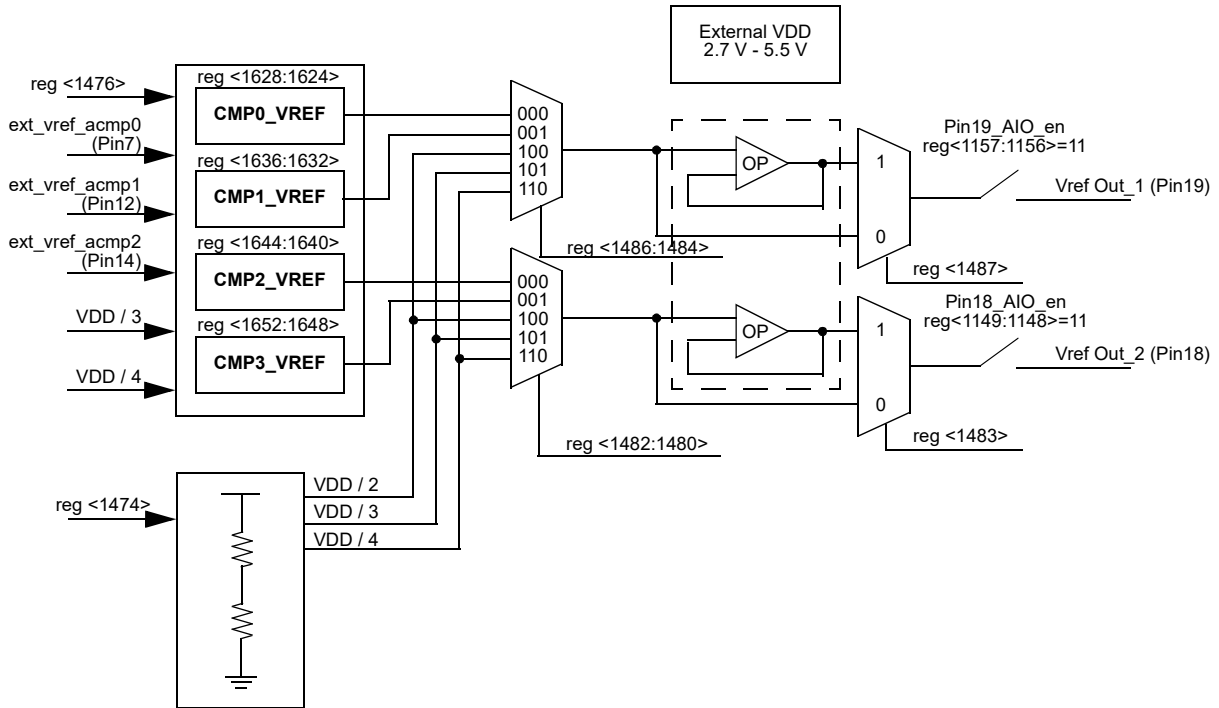 External VDD
2.7 V - 5.5 V
reg <1476>
ext_vref_acmp0
(Pin7)
ext_vref_acmp1
(Pin12)
ext_vref_acmp2
(Pin14)
VDD / 3
VDD / 4
reg <1628:1624>
CMP0_VREF
reg <1636:1632>
CMP1_VREF
reg <1644:1640>
CMP2_VREF
reg <1652:1648>
CMP3_VREF
000
001
100
101
110
reg <1486:1484>
000
001
100
101
110
reg <1482:1480>
OP
OP
1
0
reg <1487>
Pin19_AIO_en
reg<1157:1156>=11
Vref Out_1 (Pin19)
1
0
reg <1483>
Pin18_AIO_en
reg<1149:1148>=11
Vref Out_2 (Pin18)
reg <1474>
VDD / 2
VDD / 3
VDD / 4